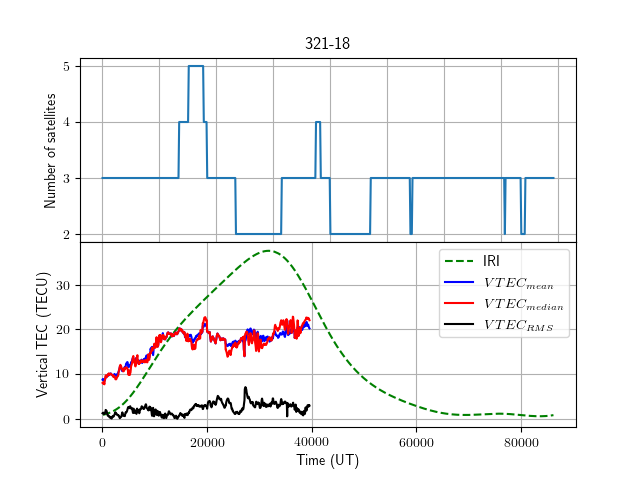 321-18
Number of satellites
5
4
3
2
Vertical TEC (TECU)
30
20
10
0
IRI
VTEC_mean
VTEC_median
VTEC_RMS
0 20000 40000 60000 80000
Time (UT)